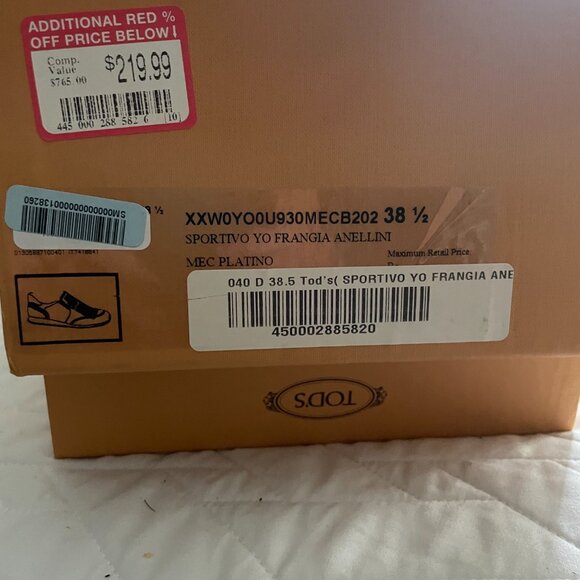 ADDITIONAL RED %
OFF PRICE BELOW!
Comp.
Value
$765.00
$219.99
445 000 288 582 6 [10]
SM0000000000000138260
½
XXW0YO0U930MECB202 38 ½
SPORTIVO YO FRANGIA ANELLINI
MEC PLATINO
Maximum Retail Price
040 D 38.5 Tod's( SPORTIVO YO FRANGIA ANE
450002885820
TOD'S